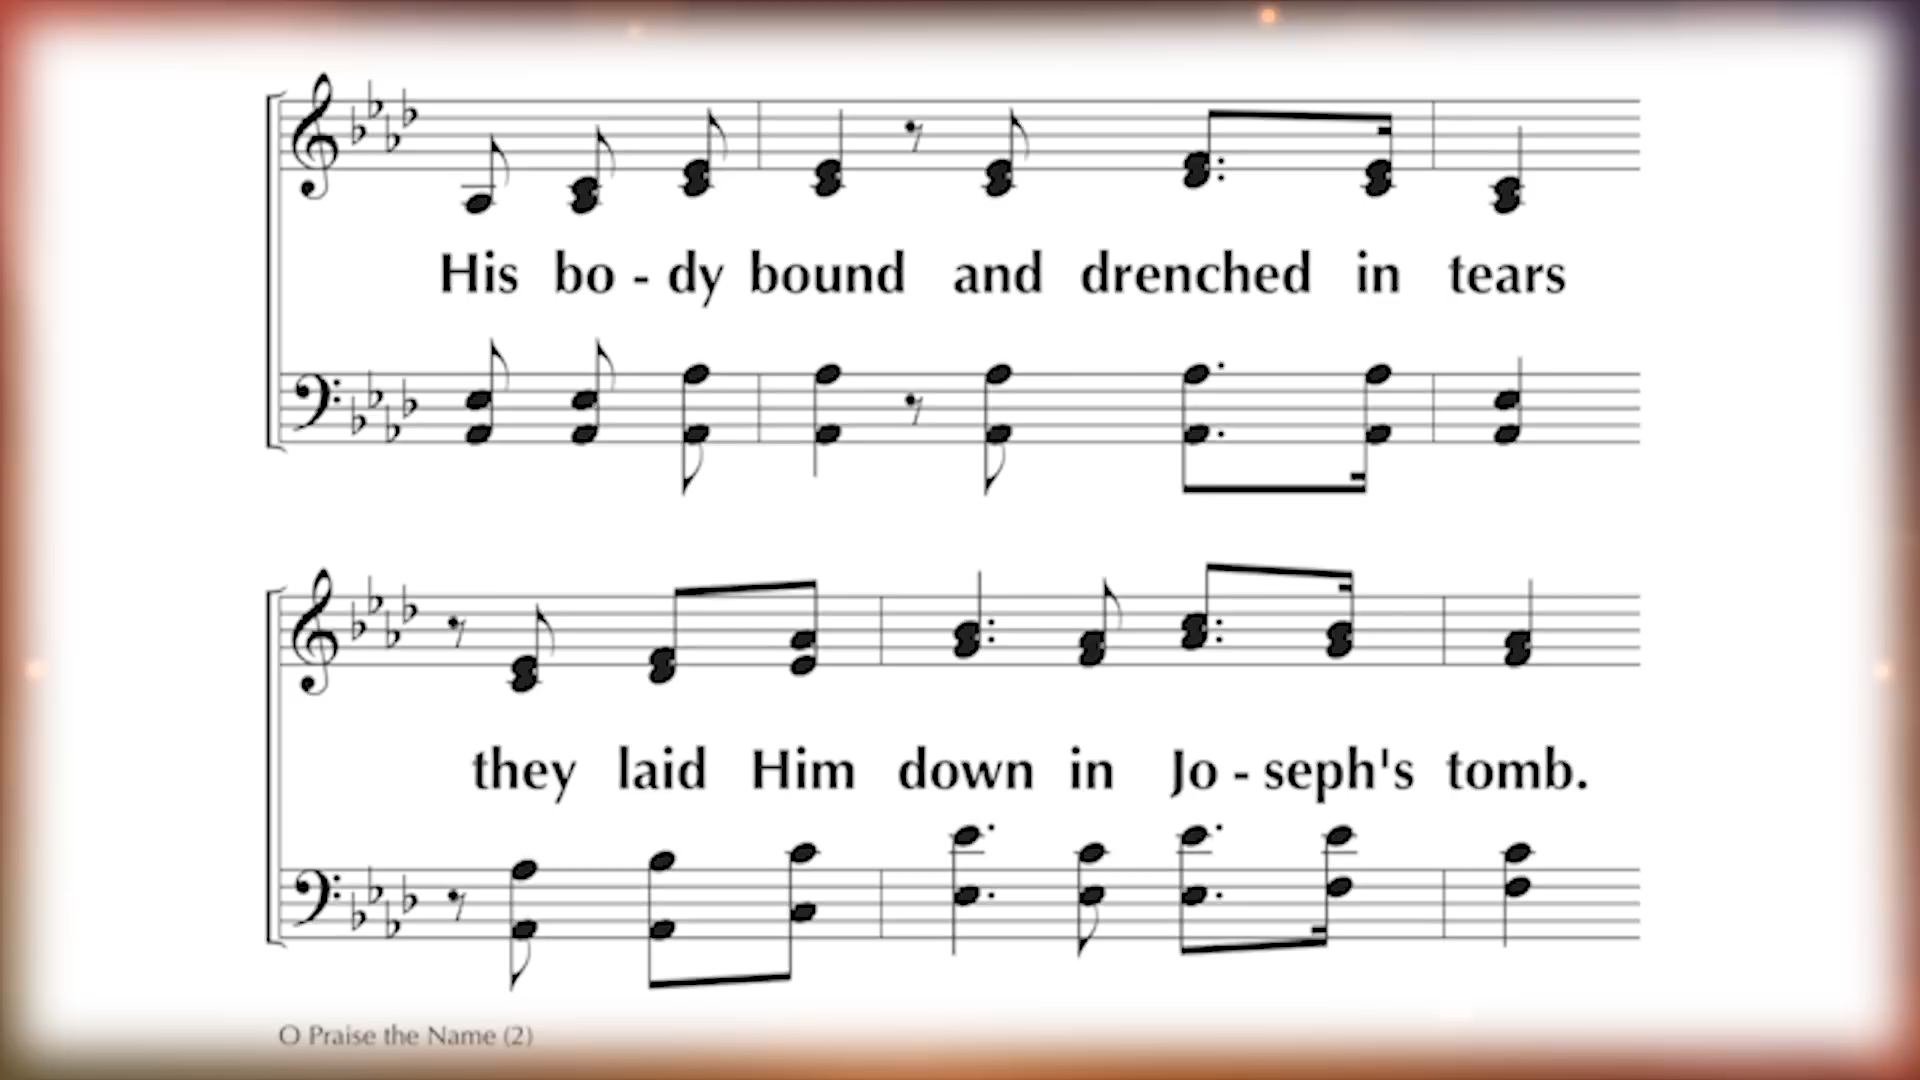 His bo - dy bound and drenched in tears
they laid Him down in Jo - seph's tomb.
O Praise the Name (2)